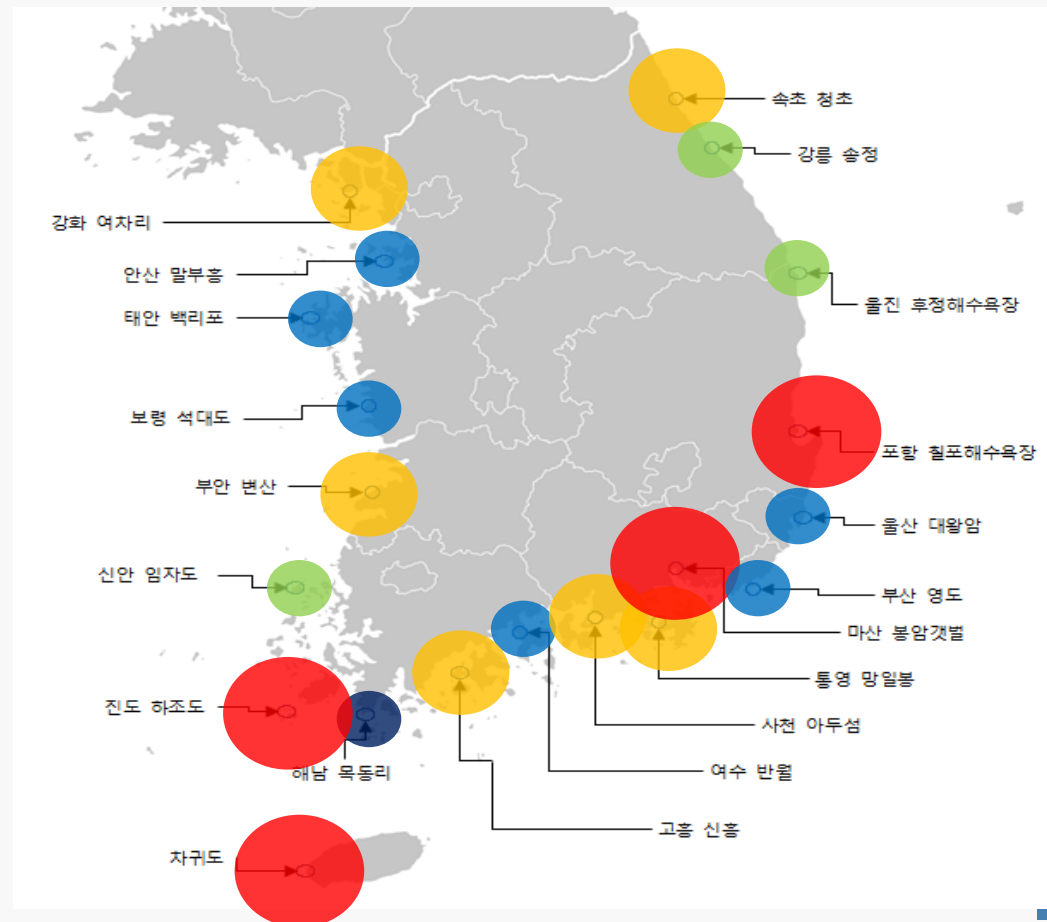 속초 청초
강릉 송정
강화 여차리
안산 말부흥
울진 후정해수욕장
태안 백리포
보령 석대도
포항 칠포해수욕장
부안 변산
울산 대왕암
신안 임자도
부산 영도
마산 봉암갯벌
통영 망일봉
진도 하조도
사천 아두섬
해남 목동리
여수 반월
고흥 신흥
차귀도